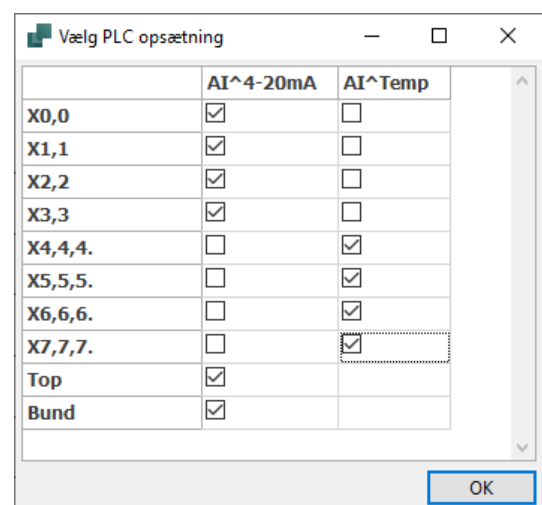 Vælg PLC opsætning
AI^4-20mA AI^Temp
X0,0
X1,1
X2,2
X3,3
X4,4,4.
X5,5,5.
X6,6,6.
X7,7,7.
Top
Bund
OK